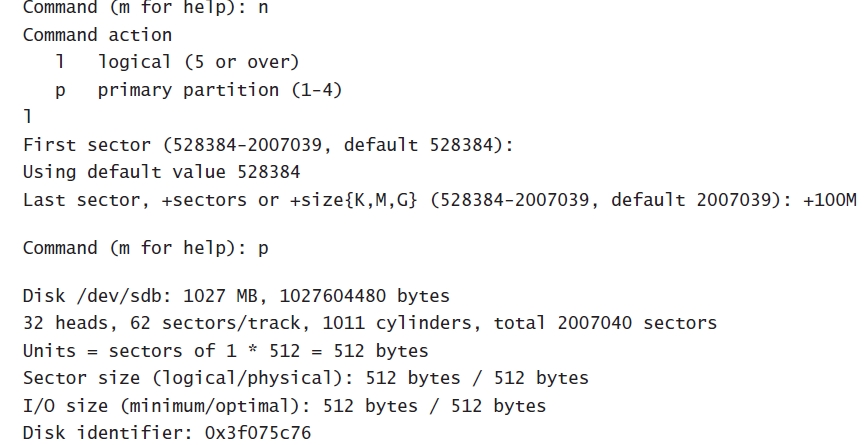 Command (m for help): n
Command action
l logical (5 or over)
p primary partition (1-4)
l
First sector (528384-2007039, default 528384):
Using default value 528384
Last sector, +sectors or +size{K,M,G} (528384-2007039, default 2007039): +100M
Command (m for help): p
Disk /dev/sdb: 1027 MB, 1027604480 bytes
32 heads, 62 sectors/track, 1011 cylinders, total 2007040 sectors
Units = sectors of 1 * 512 = 512 bytes
Sector size (logical/physical): 512 bytes / 512 bytes
I/O size (minimum/optimal): 512 bytes / 512 bytes
Disk identifier: 0x3f075c76